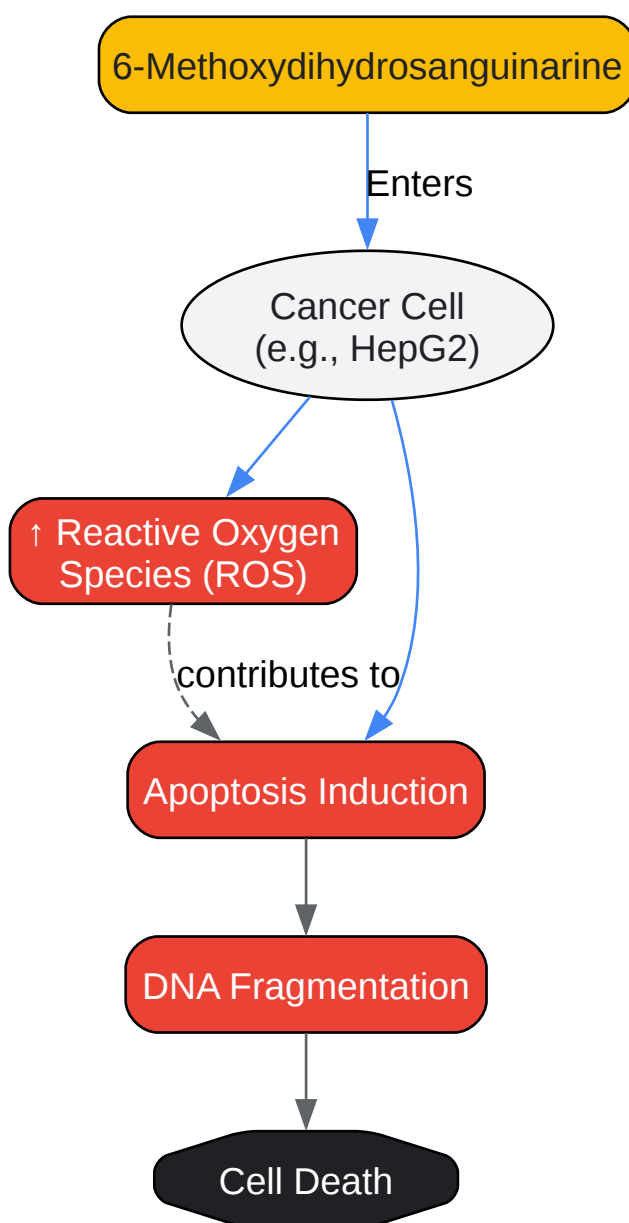 6-Methoxydihydrosanguinarine
Enters
Cancer Cell
(e.g., HepG2)
↑ Reactive Oxygen
Species (ROS)
contributes to
Apoptosis Induction
DNA Fragmentation
Cell Death